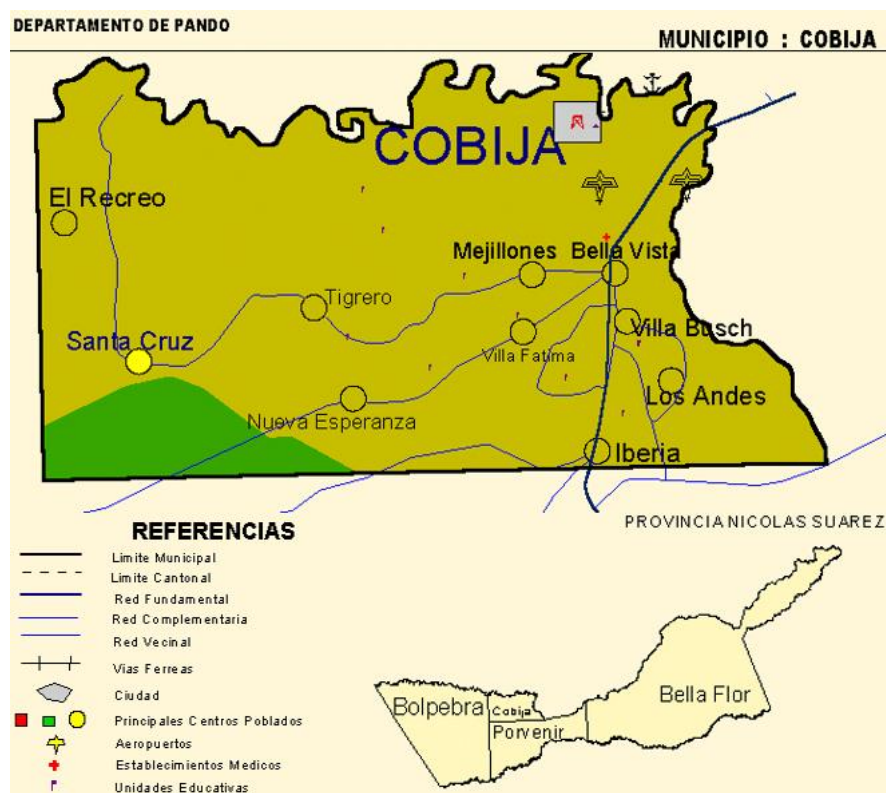 DEPARTAMENTO DE PANDO
MUNICIPIO : COBIJA
COBIJA
El Recreo
Mejillones
Bella Vista
Tigrero
Santa Cruz
Villa Busch
Villa Fatima
Los Andes
Nueva Esperanza
Iberia
PROVINCIA NICOLAS SUAREZ
REFERENCIAS
Limite Municipal
Limite Cantonal
Red Fundamental
Red Complementaria
Red Vecinal
Vias Ferreas
Ciudad
Principales Centros Poblados
Aeropuertos
Establecimientos Medicos
Unidades Educativas
Bolpebra
Cobija
Porvenir
Bella Flor